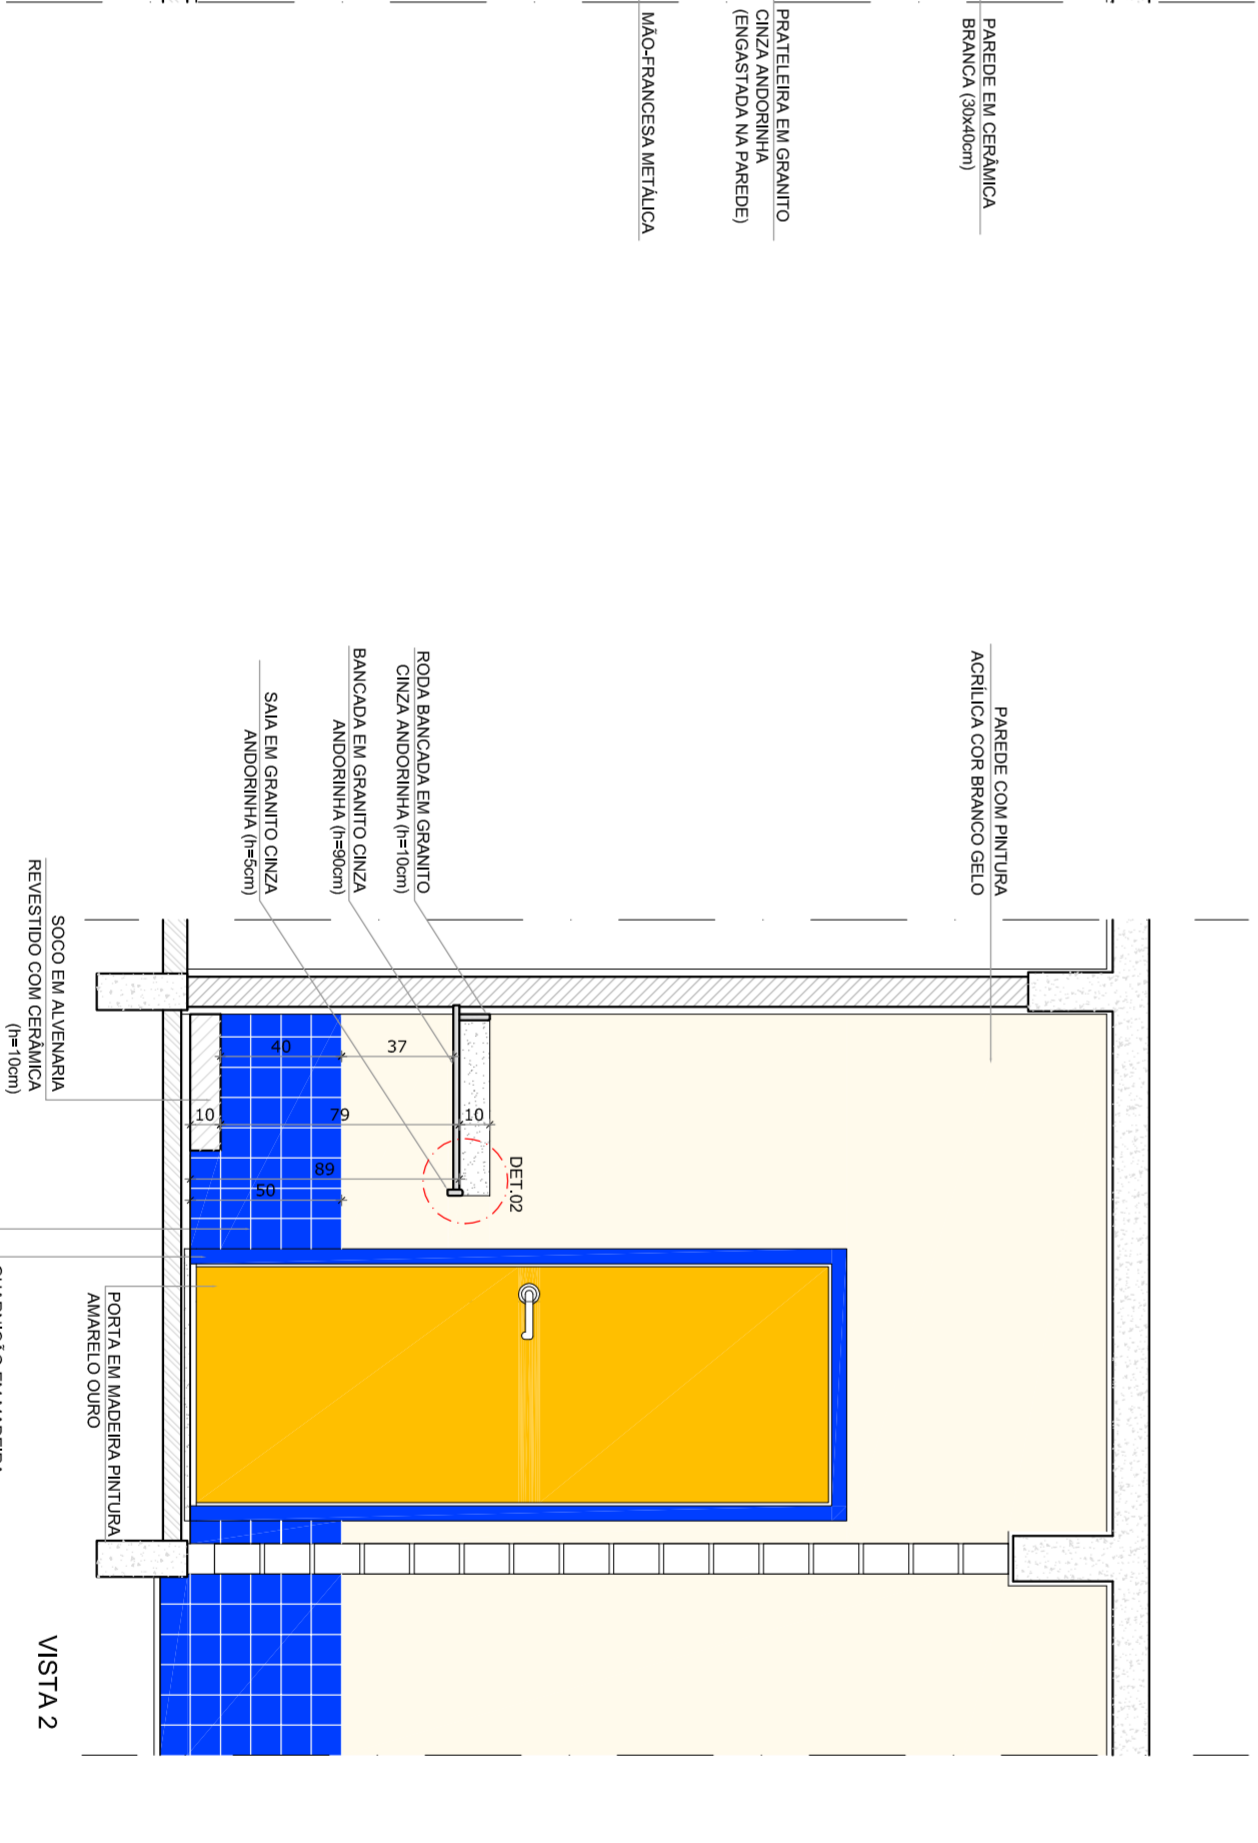 PAREDE EM CERÂMICA
BRANCA (30x40cm)
PRATELEIRA EM GRANITO
CINZA ANDORINHA
(ENGASTADA NA PAREDE)
MÃO-FRANCESA METÁLICA
PAREDE COM PINTURA
ACRÍLICA COR BRANCO GELO
RODA BANCADA EM GRANITO
CINZA ANDORINHA (h=10cm)
BANCADA EM GRANITO CINZA
ANDORINHA (h=90cm)
SAIA EM GRANITO CINZA
ANDORINHA (h=5cm)
SOCO EM ALVENARIA
REVESTIDO COM CERÂMICA
(h=10cm)
40
37
10
79
10
89
50
DET.02
PORTA EM MADEIRA PINTURA
AMARELO OURO
VISTA 2